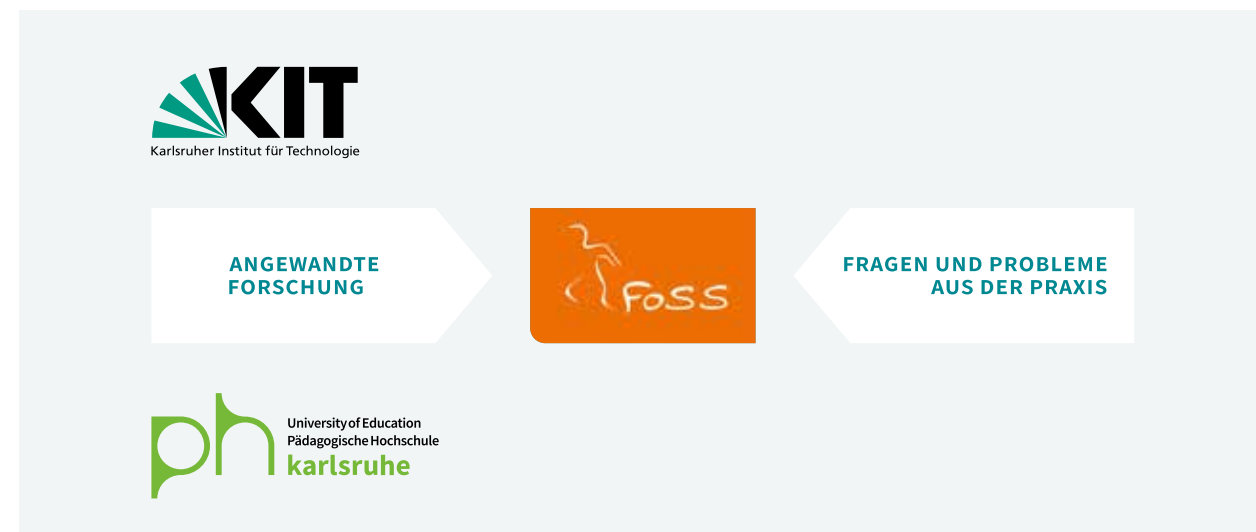 KIT
Karlsruher Institut für Technologie
ANGEWANDTE
FORSCHUNG
FoSS
FRAGEN UND PROBLEME
AUS DER PRAXIS
ph
University of Education
Pädagogische Hochschule
karlsruhe